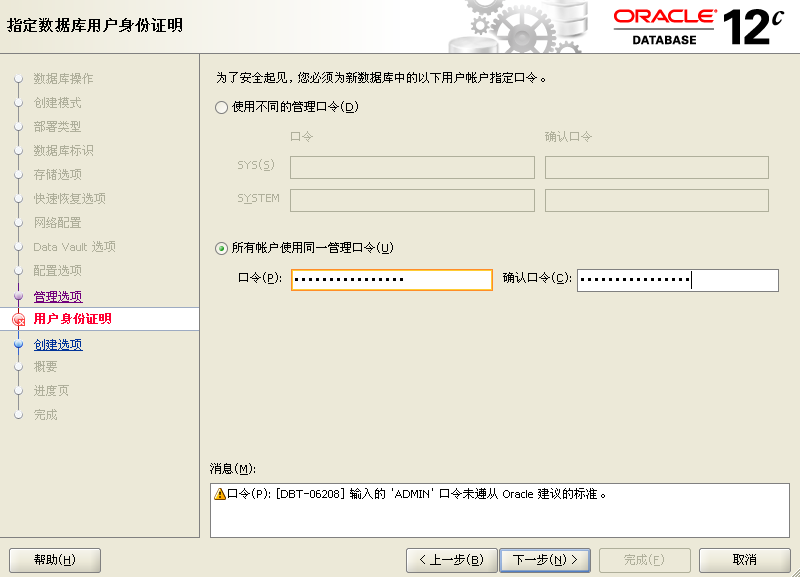 指定数据库用户身份证明
ORACLE®
DATABASE
12c
数据库操作
创建模式
部署类型
数据库标识
存储选项
快速恢复选项
网络配置
Data Vault 选项
配置选项
管理选项
用户身份证明
创建选项
概要
进度页
完成
为了安全起见,您必须为新数据库中的以下用户帐户指定口令。
使用不同的管理口令(D)
口令 确认口令
SYS(S)
SYSTEM
所有帐户使用同一管理口令(U)
口令(P): •••••••••••••••• 确认口令(C): ••••••••••••••••
消息(M):
口令(P): [DBT-06208] 输入的 'ADMIN' 口令未遵从 Oracle 建议的标准。
帮助(H) < 上一步(B) 下一步(N) > 完成(F) 取消